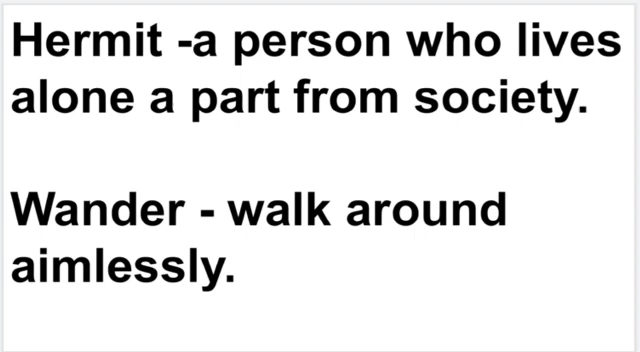 Hermit -a person who lives
alone a part from society.
Wander - walk around
aimlessly.